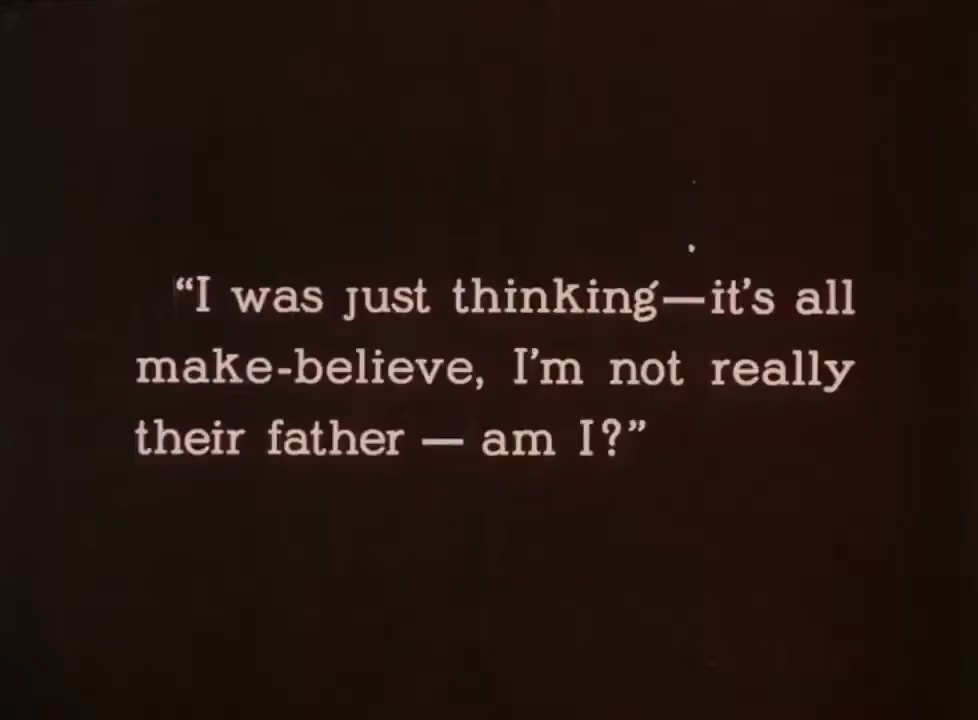 “I was just thinking—it’s all
make-believe, I’m not really
their father — am I?”